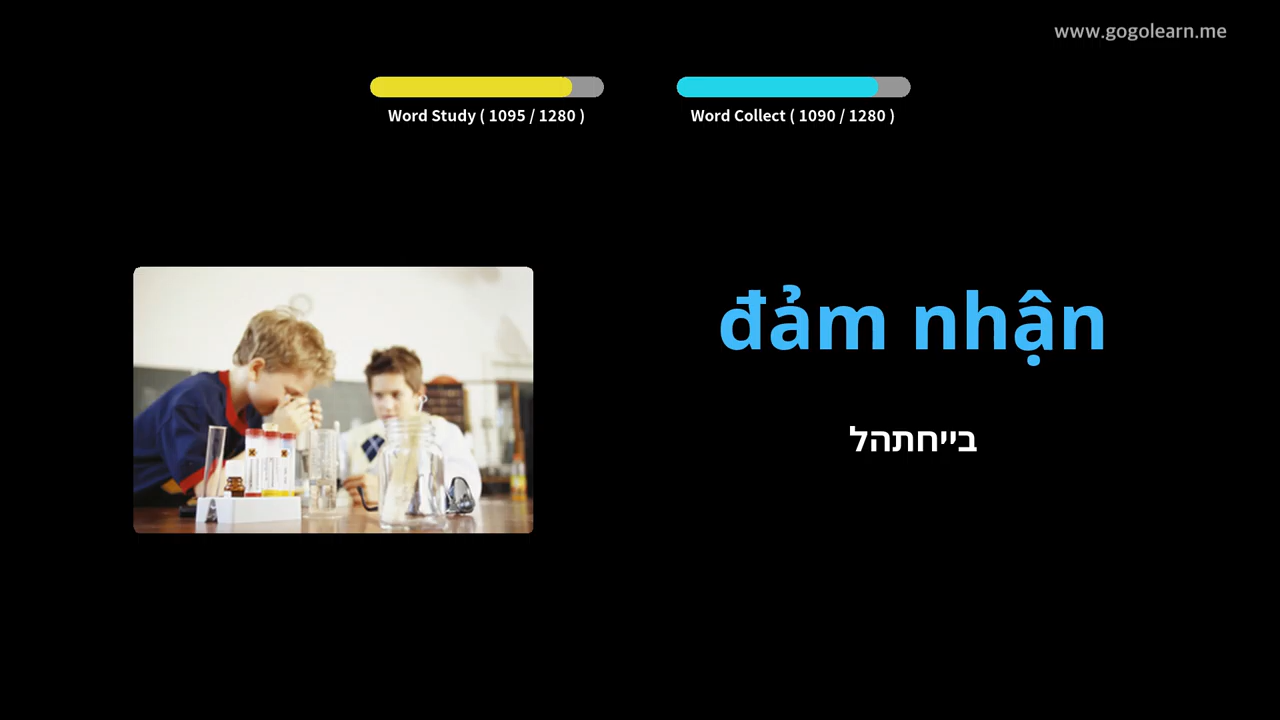 www.gogolearn.me
Word Study ( 1095 / 1280 )
Word Collect ( 1090 / 1280 )
đảm nhận
בייחתהל